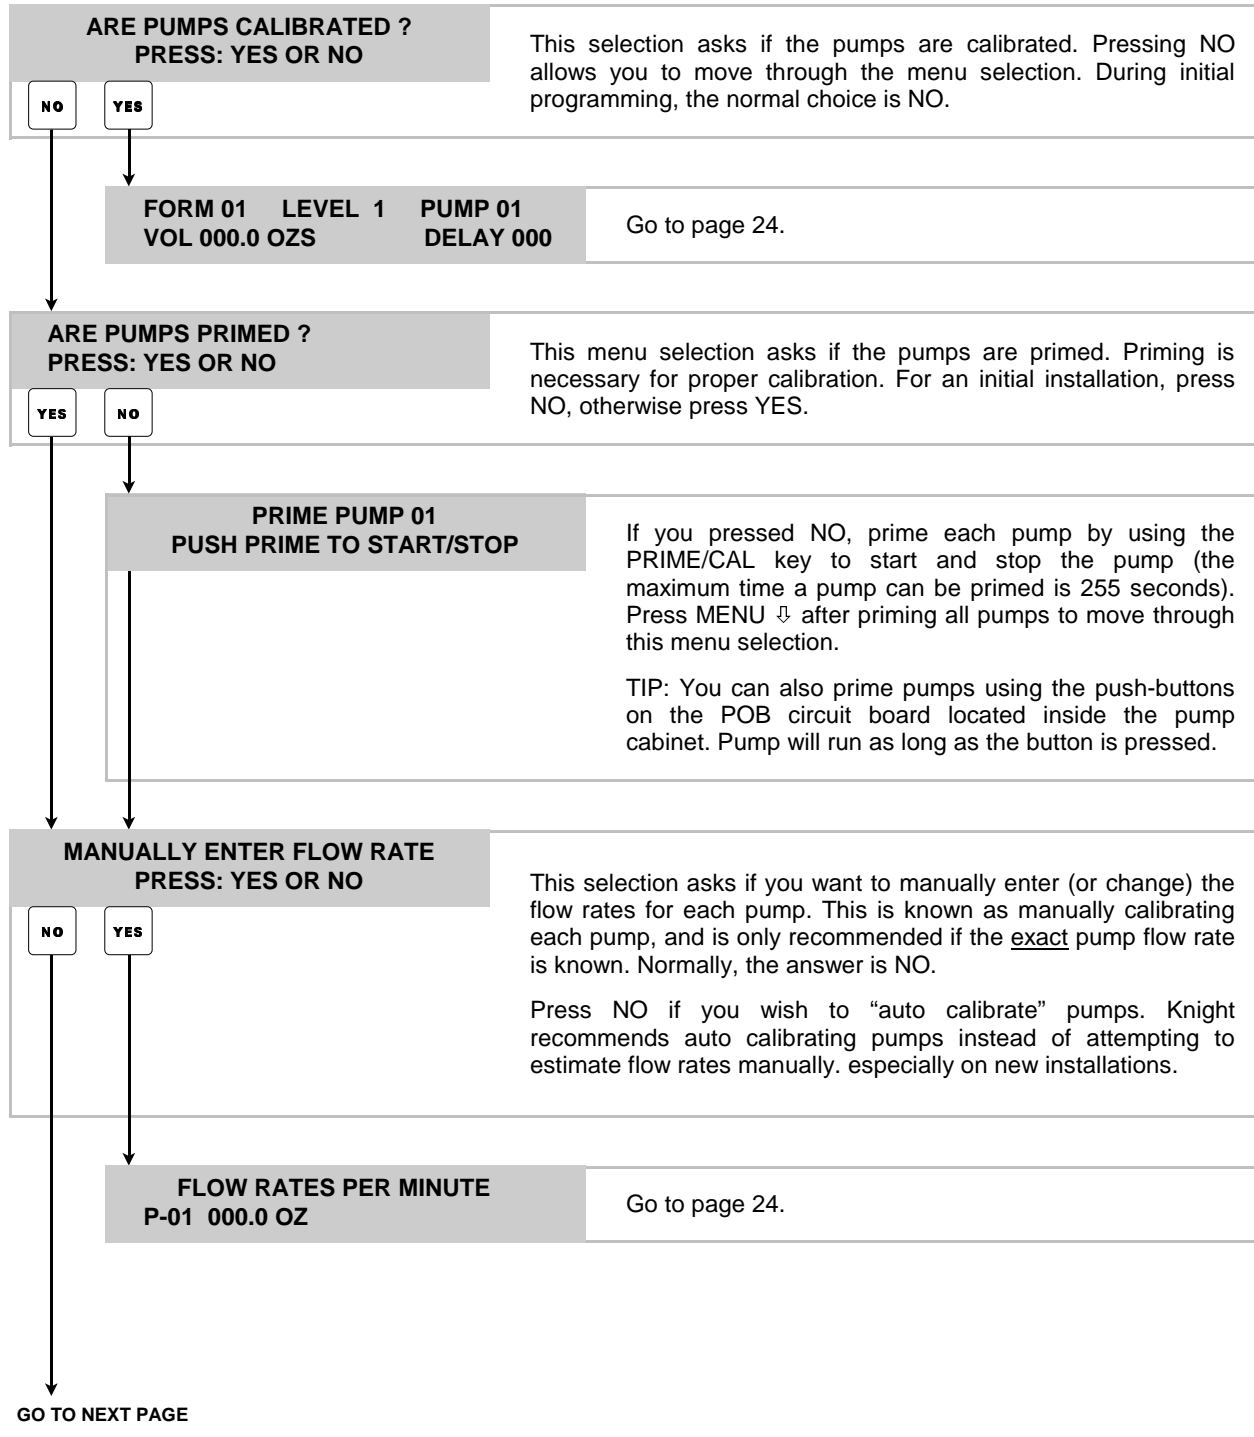 ARE PUMPS CALIBRATED ?
PRESS: YES OR NO
NO YES
This selection asks if the pumps are calibrated. Pressing NO
allows you to move through the menu selection. During initial
programming, the normal choice is NO.
FORM 01 LEVEL 1 PUMP 01
VOL 000.0 OZS DELAY 000
Go to page 24.
ARE PUMPS PRIMED ?
PRESS: YES OR NO
YES NO
This menu selection asks if the pumps are primed. Priming is
necessary for proper calibration. For an initial installation, press
NO, otherwise press YES.
PRIME PUMP 01
PUSH PRIME TO START/STOP
If you pressed NO, prime each pump by using the
PRIME/CAL key to start and stop the pump (the
maximum time a pump can be primed is 255 seconds).
Press MENU ⇩ after priming all pumps to move through
this menu selection.
TIP: You can also prime pumps using the push-buttons
on the POB circuit board located inside the pump
cabinet. Pump will run as long as the button is pressed.
MANUALLY ENTER FLOW RATE
PRESS: YES OR NO
NO YES
This selection asks if you want to manually enter (or change) the
flow rates for each pump. This is known as manually calibrating
each pump, and is only recommended if the exact pump flow rate
is known. Normally, the answer is NO.
Press NO if you wish to “auto calibrate” pumps. Knight
recommends auto calibrating pumps instead of attempting to
estimate flow rates manually. especially on new installations.
FLOW RATES PER MINUTE
P-01 000.0 OZ
Go to page 24.
GO TO NEXT PAGE